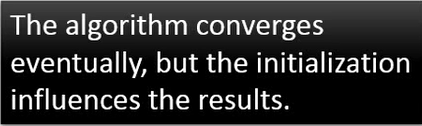 The algorithm converges
eventually, but the initialization
influences the results.